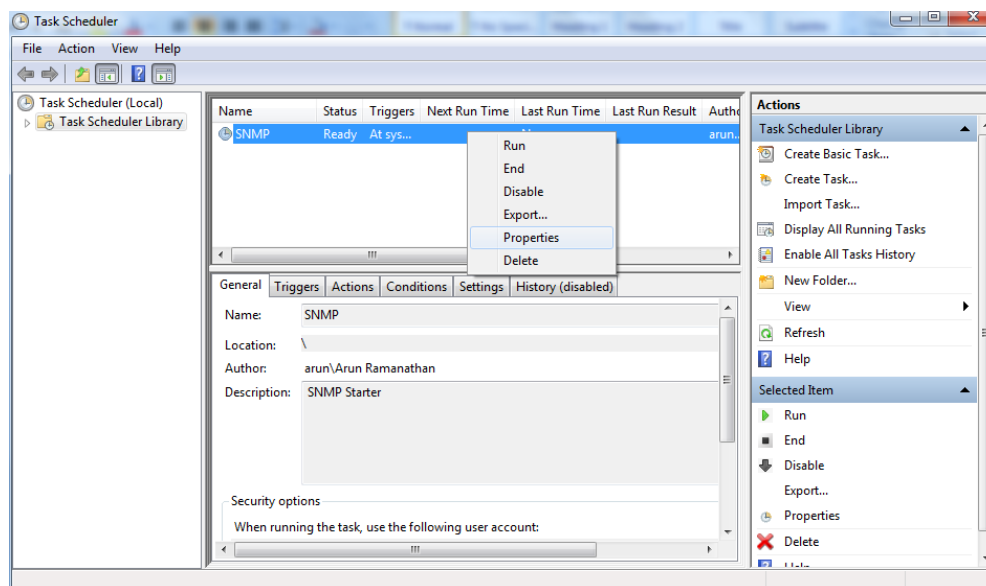 Task Scheduler
File Action View Help
Task Scheduler (Local)
Task Scheduler Library
Name Status Triggers Next Run Time Last Run Time Last Run Result Autho
SNMP Ready At sys... arun..
Run
End
Disable
Export...
Properties
Delete
General Triggers Actions Conditions Settings History (disabled)
Name: SNMP
Location: \
Author: arun\Arun Ramanathan
Description: SNMP Starter
Security options
When running the task, use the following user account:
Actions
Task Scheduler Library
Create Basic Task...
Create Task...
Import Task...
Display All Running Tasks
Enable All Tasks History
New Folder...
View
Refresh
Help
Selected Item
Run
End
Disable
Export...
Properties
Delete